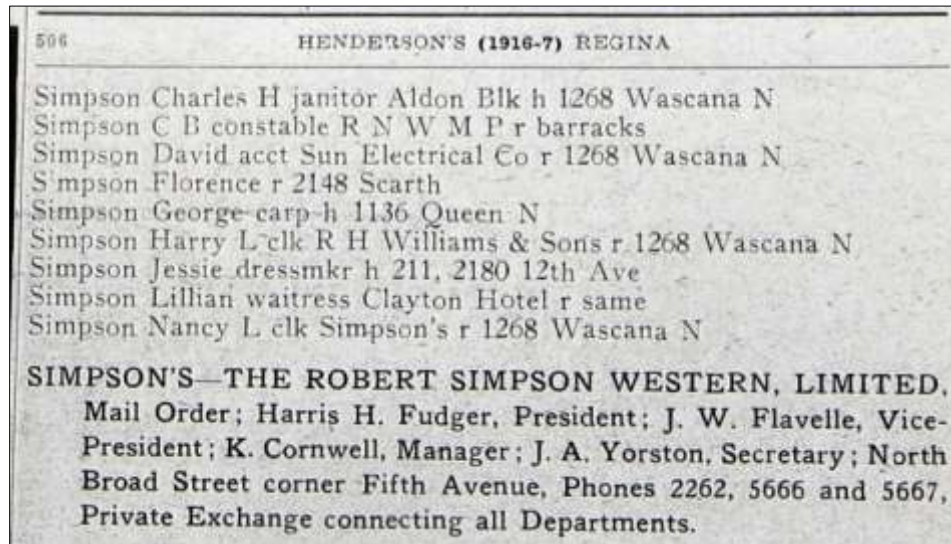 506
HENDERSON'S (1916-7) REGINA
Simpson Charles H janitor Aldon Blk h 1268 Wascana N
Simpson C B constable R N W M P r barracks
Simpson David acct Sun Electrical Co r 1268 Wascana N
S mpson Florence r 2148 Scarth
Simpson George carp h 1136 Queen N
Simpson Harry L clk R H Williams & Sons r 1268 Wascana N
Simpson Jessie dressmkr h 211, 2180 12th Ave
Simpson Lillian waitress Clayton Hotel r same
Simpson Nancy L clk Simpson's r 1268 Wascana N
SIMPSON'S—THE ROBERT SIMPSON WESTERN, LIMITED,
Mail Order; Harris H. Fudger, President; J. W. Flavelle, Vice-
President; K. Cornwell, Manager; J. A. Yorston, Secretary; North
Broad Street corner Fifth Avenue, Phones 2262, 5666 and 5667,
Private Exchange connecting all Departments.